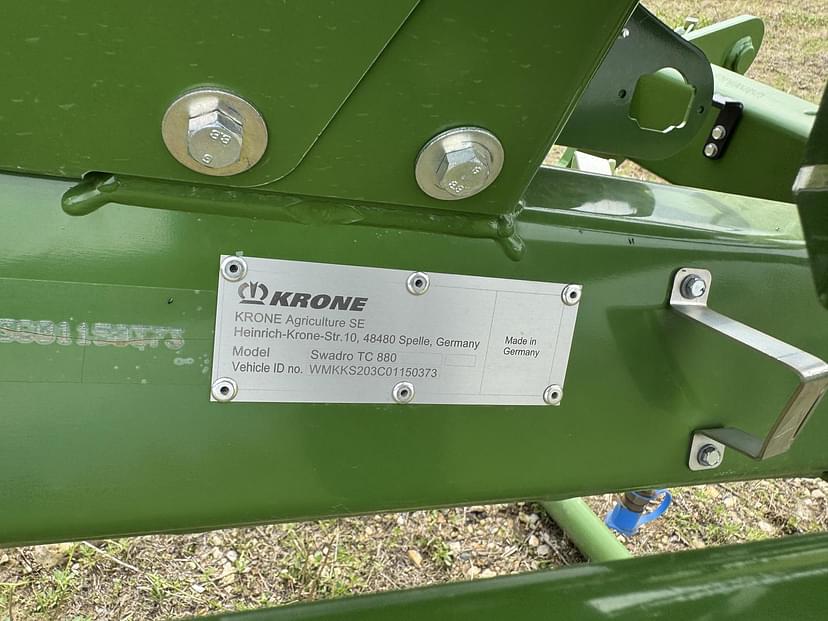 8.8
8.8
KRONE
KRONE Agriculture SE
Heinrich-Krone-Str.10, 48480 Spelle, Germany
Model Swadro TC 880
Vehicle ID no. WMKKS203C01150373
Made in
Germany